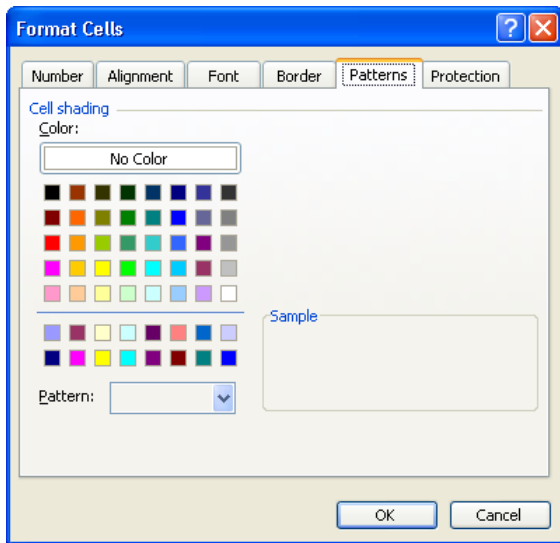 Format Cells
Number Alignment Font Border Patterns Protection
Cell shading
Color:
No Color
Sample
Pattern:
OK Cancel